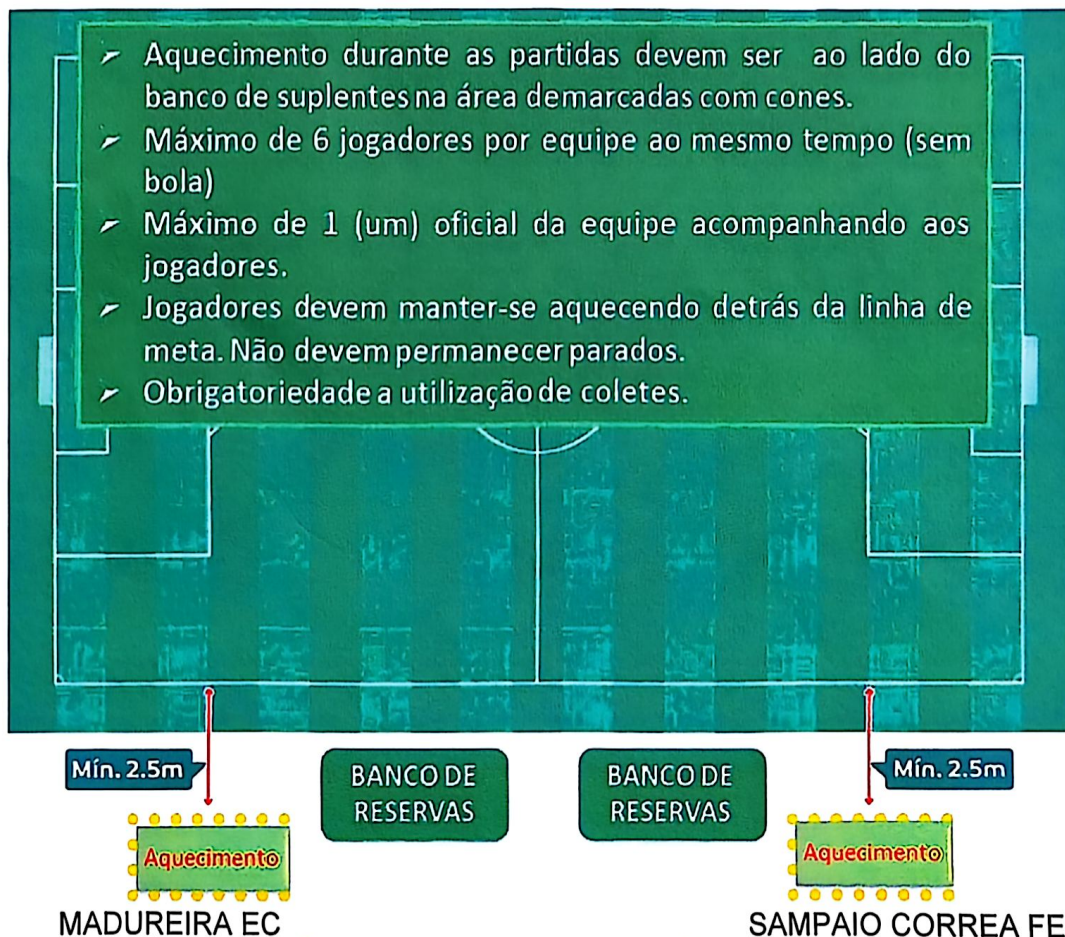 ➤ Aquecimento durante as partidas devem ser ao lado do
banco de suplentes na área demarcadas com cones.
➤ Máximo de 6 jogadores por equipe ao mesmo tempo (sem
bola)
➤ Máximo de 1 (um) oficial da equipe acompanhando aos
jogadores.
➤ Jogadores devem manter-se aquecendo detrás da linha de
meta. Não devem permanecer parados.
➤ Obrigatoriedade a utilização de coletes.
Mín. 2.5m
BANCO DE
RESERVAS
BANCO DE
RESERVAS
Mín. 2.5m
Aquecimento
Aquecimento
MADUREIRA EC
SAMPAIO CORREA FE